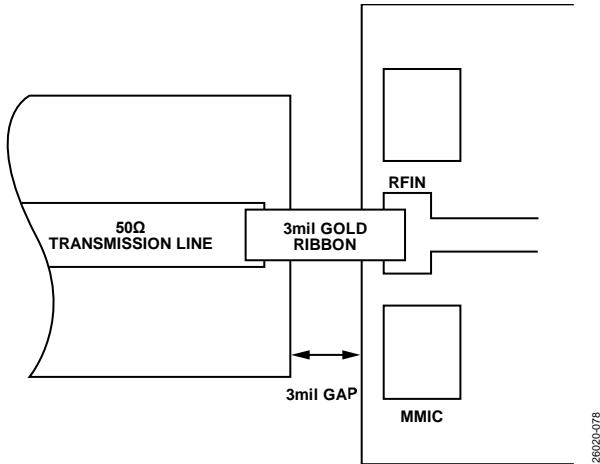 RFIN
50Ω
TRANSMISSION LINE
3mil GOLD
RIBBON
3mil GAP
MMIC
26020-078